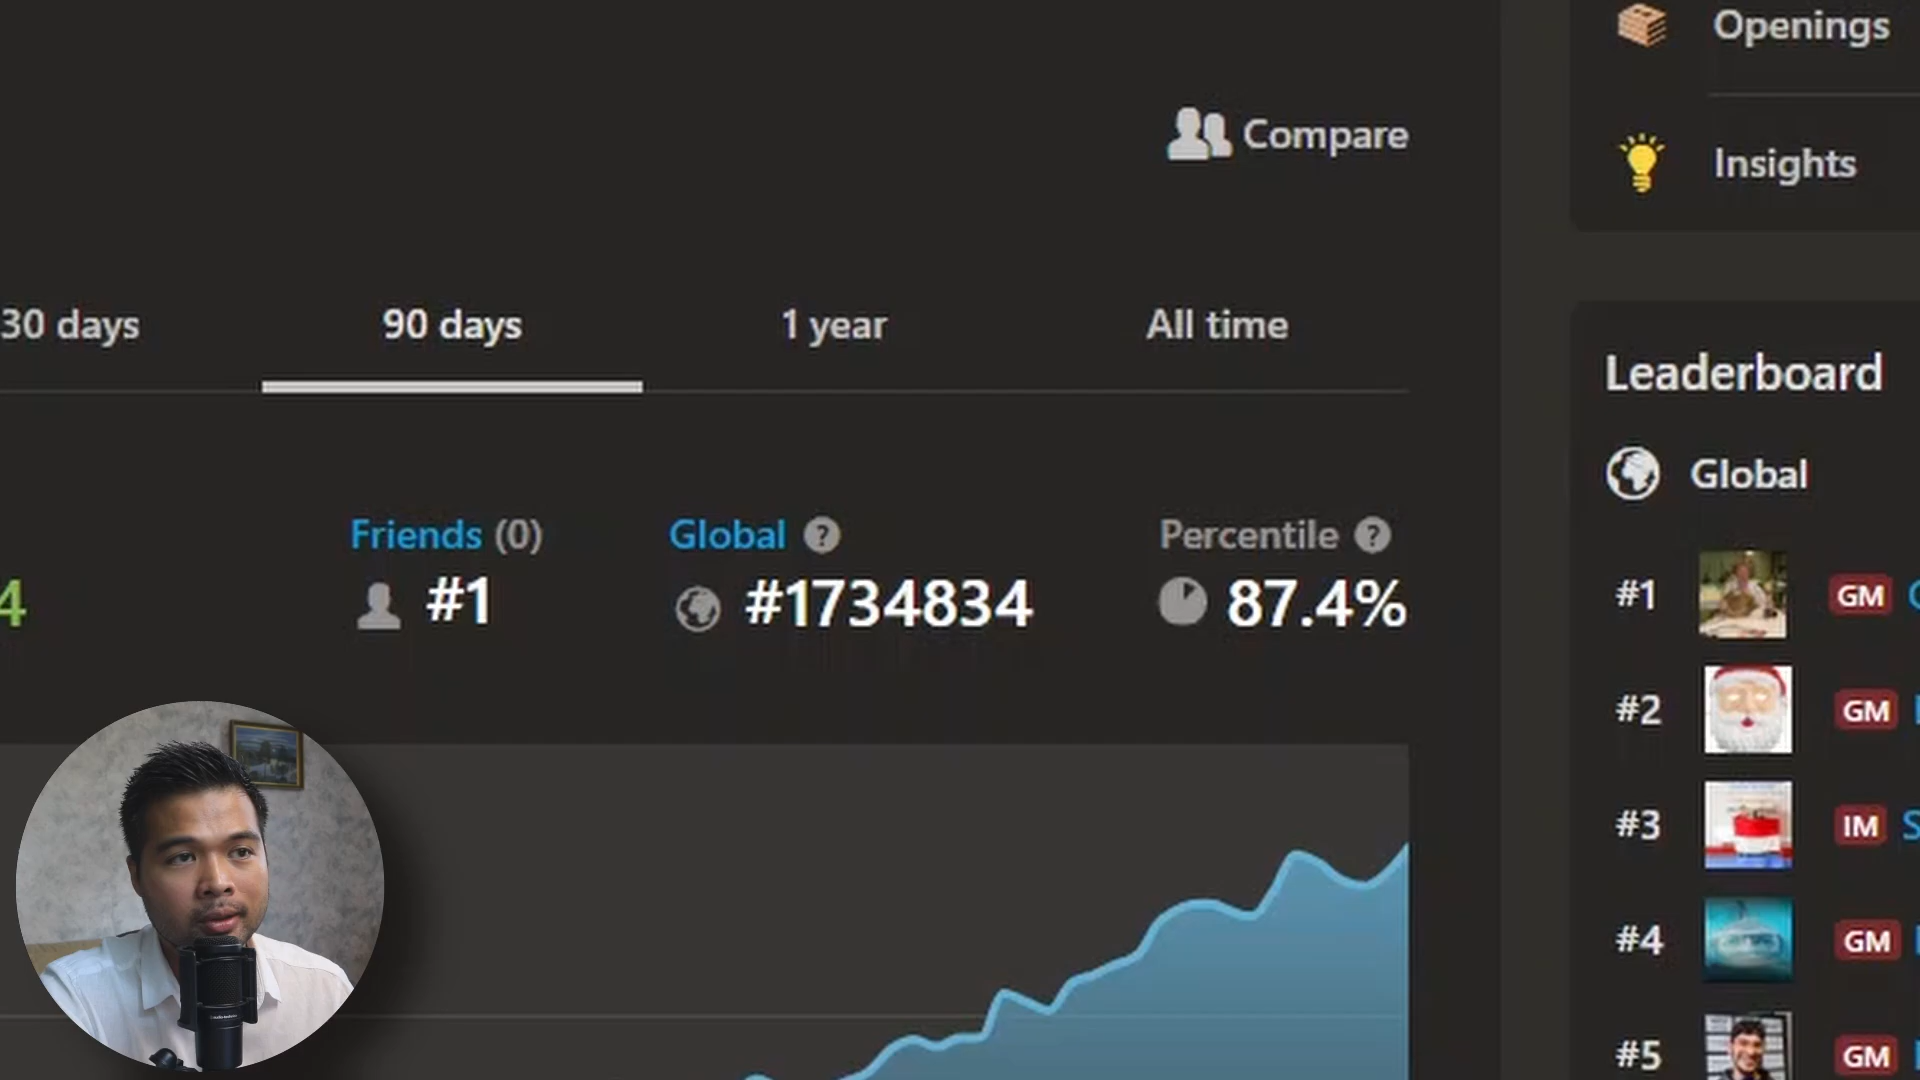 Openings
Compare
Insights
30 days
90 days
1 year
All time
Leaderboard
Global
Friends (0)
Global ?
Percentile ?
4
#1
#1734834
87.4%
#1 GM
#2 GM
#3 IM S
#4 GM
#5 GM